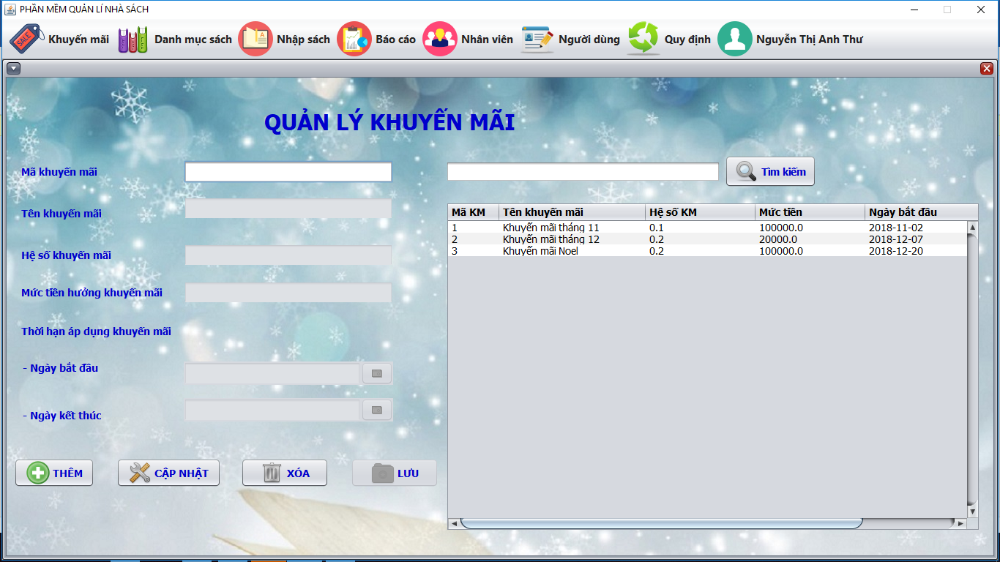 PHẦN MỀM QUẢN LÍ NHÀ SÁCH
Khuyến mãi Danh mục sách Nhập sách Báo cáo Nhân viên Người dùng Quy định Nguyễn Thị Anh Thư
QUẢN LÝ KHUYẾN MÃI
Mã khuyến mãi
Tên khuyến mãi
Hệ số khuyến mãi
Mức tiền hưởng khuyến mãi
Thời hạn áp dụng khuyến mãi
- Ngày bắt đầu
- Ngày kết thúc
THÊM CẬP NHẬT XÓA LƯU
Tìm kiếm
Mã KM Tên khuyến mãi Hệ số KM Mức tiền Ngày bắt đầu
1 Khuyến mãi tháng 11 0.1 100000.0 2018-11-02
2 Khuyến mãi tháng 12 0.2 20000.0 2018-12-07
3 Khuyến mãi Noel 0.2 100000.0 2018-12-20
SALE